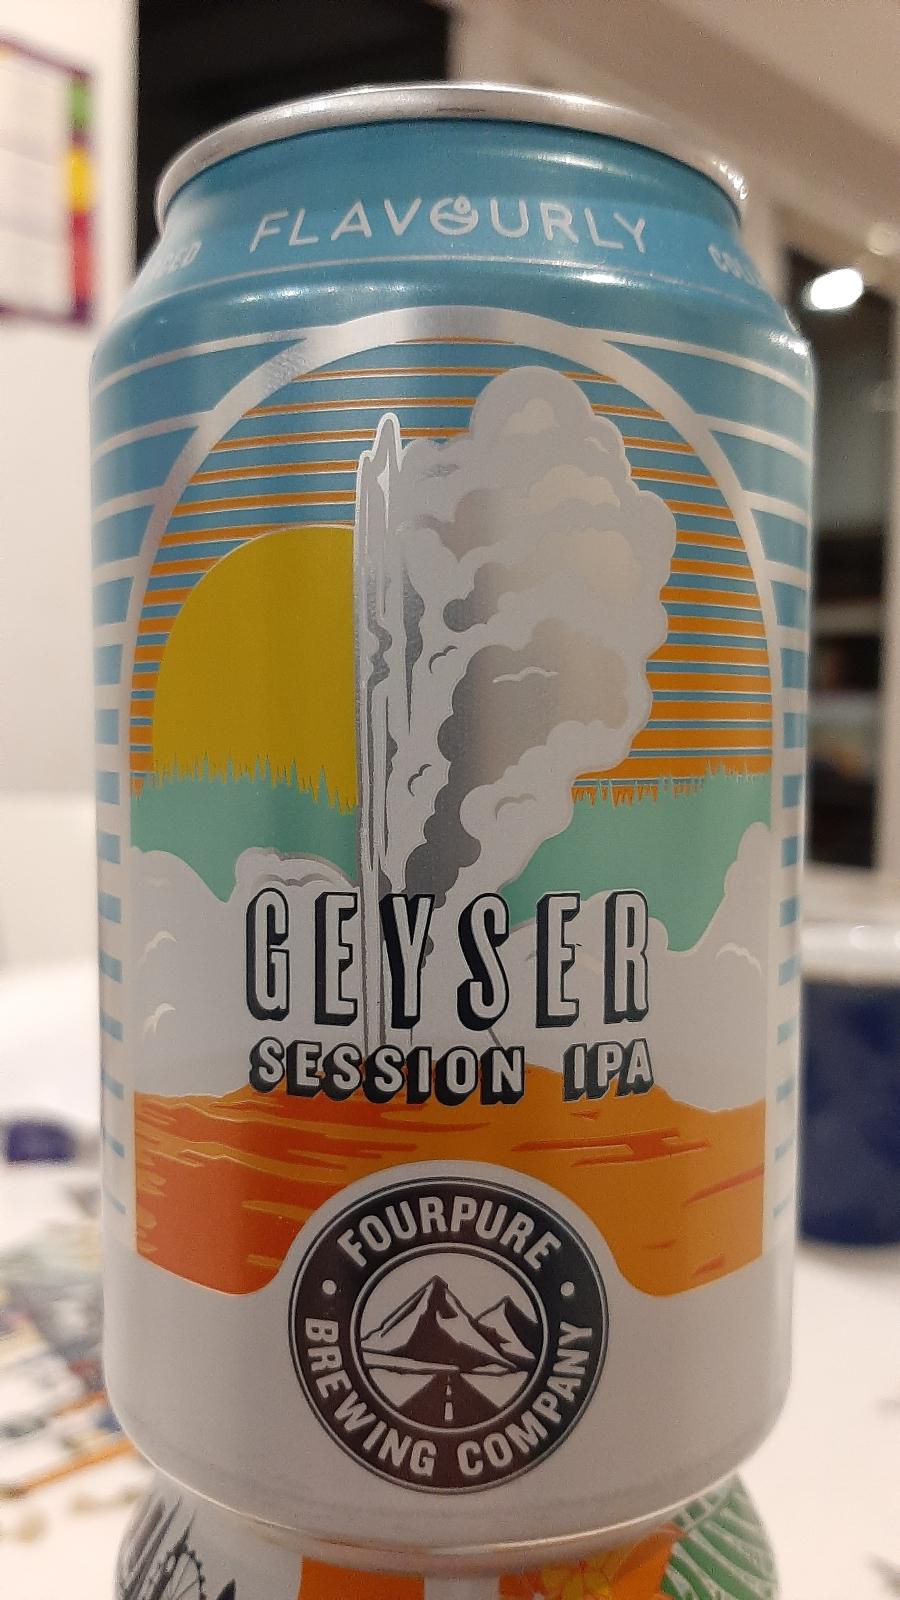 FLAVOURLY
GEYSER
SESSION IPA
FOURPURE
BREWING COMPANY